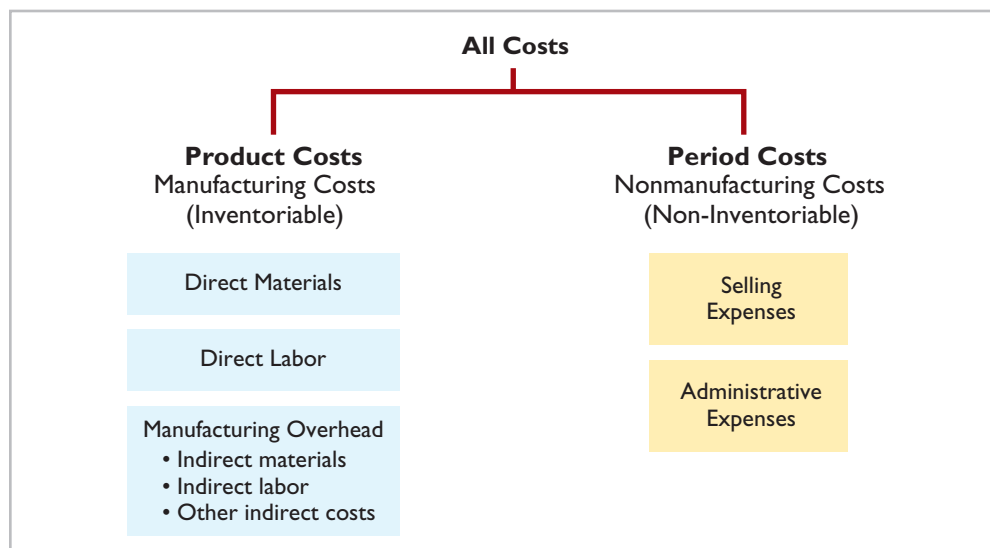 All Costs
Product Costs
Manufacturing Costs
(Inventoriable)
Direct Materials
Direct Labor
Manufacturing Overhead
• Indirect materials
• Indirect labor
• Other indirect costs
Period Costs
Nonmanufacturing Costs
(Non-Inventoriable)
Selling
Expenses
Administrative
Expenses